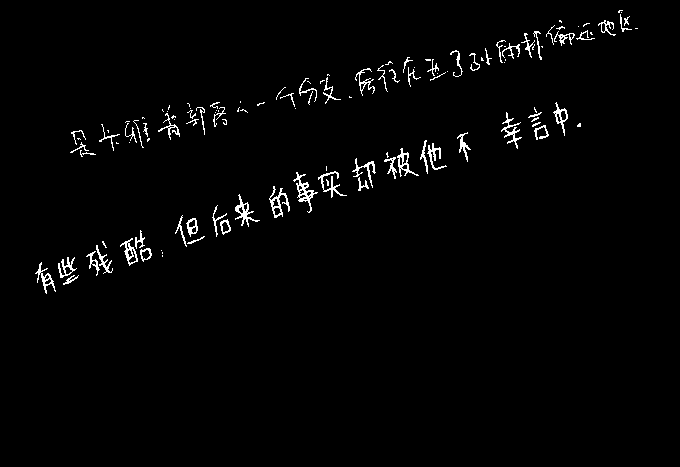 是卡雅普部落一个分支、居住在亚马孙雨林偏远地区
有些残酷,但后来的事实却被他不幸言中.